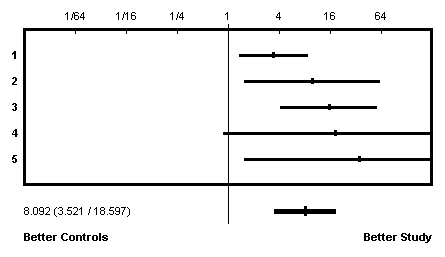 1/64 1/16 1/4 1 4 16 64
1
2
3
4
5
8.092 (3.521 / 18.597)
Better Controls Better Study